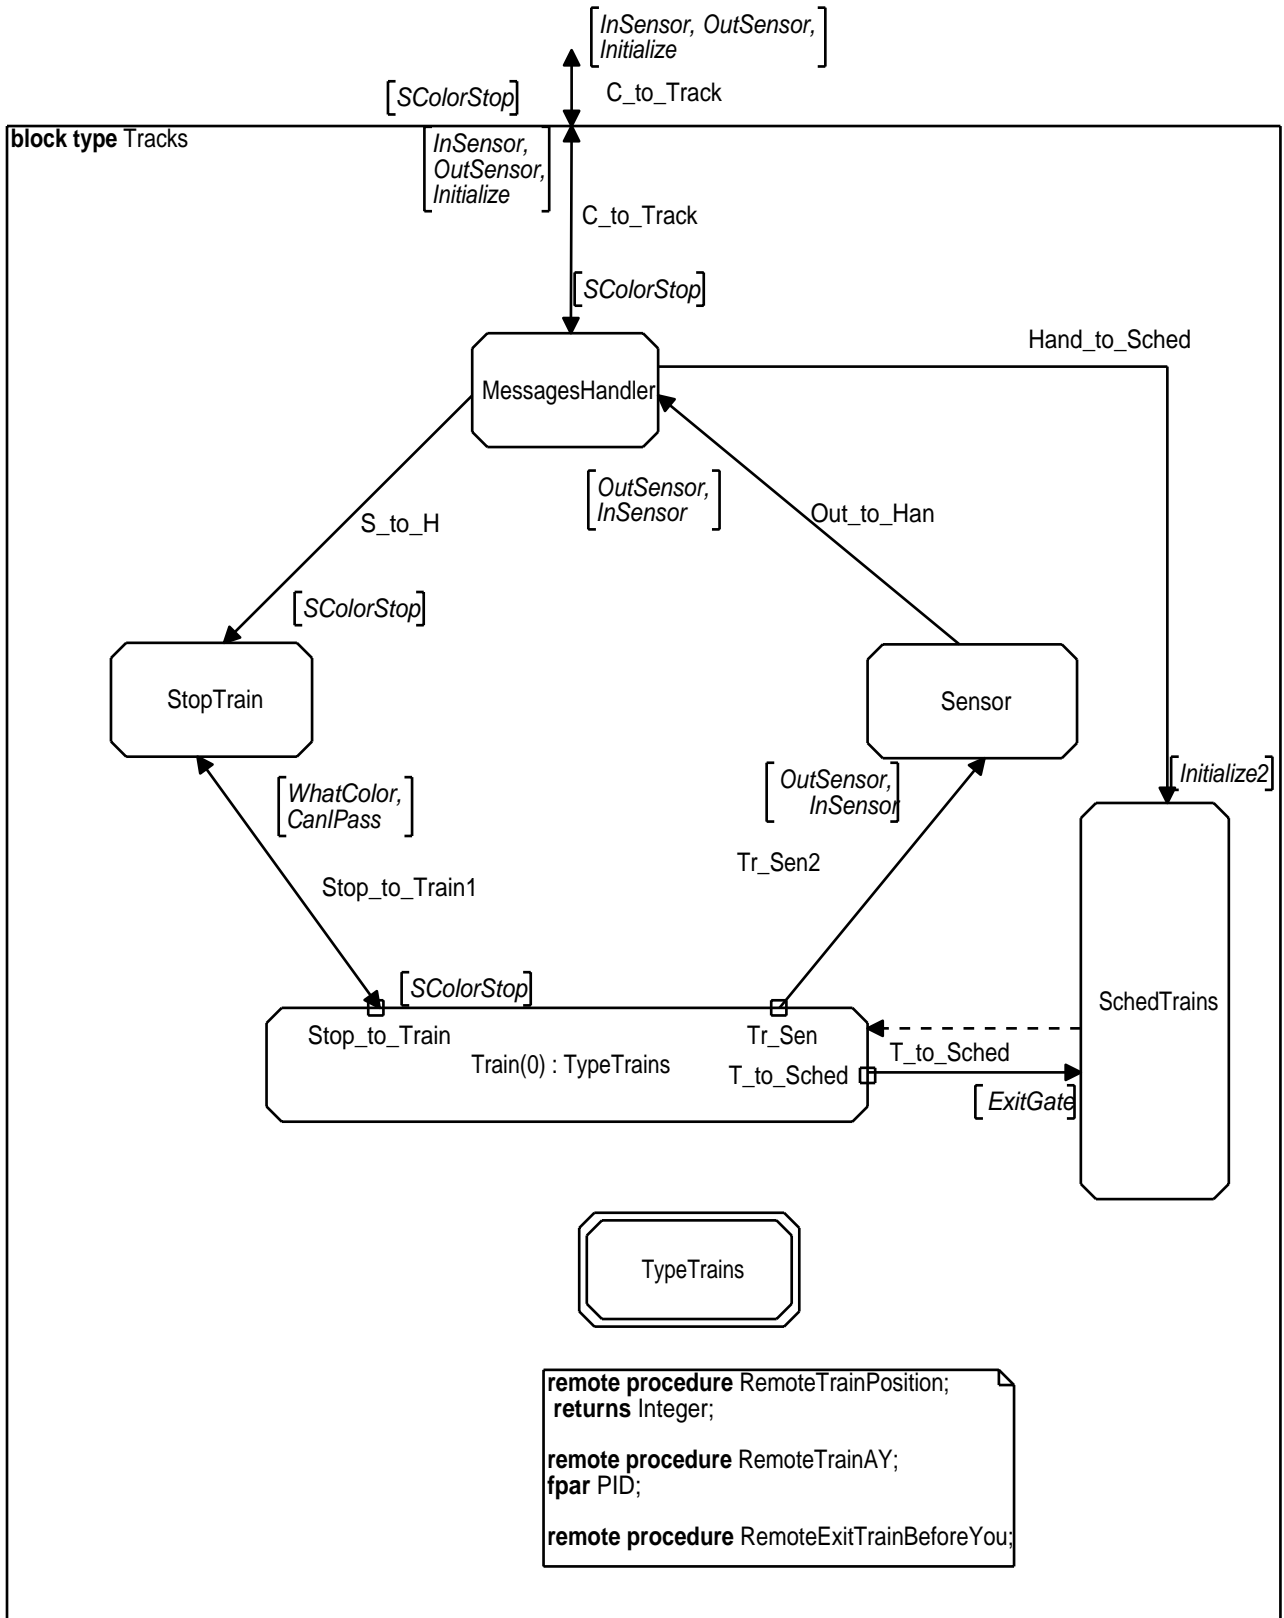 InSensor, OutSensor,
Initialize
SColorStop
C_to_Track
block type Tracks
InSensor,
OutSensor,
Initialize
C_to_Track
SColorStop
Hand_to_Sched
MessagesHandler
OutSensor,
InSensor
S_to_H
Out_to_Han
SColorStop
StopTrain
Sensor
WhatColor,
CanIPass
OutSensor,
InSensor
Initialize2
Tr_Sen2
Stop_to_Train1
SColorStop
SchedTrains
Stop_to_Train
Tr_Sen
T_to_Sched
Train(0) : TypeTrains
T_to_Sched
ExitGate
TypeTrains
remote procedure RemoteTrainPosition;
returns Integer;
remote procedure RemoteTrainAY;
fpar PID;
remote procedure RemoteExitTrainBeforeYou;